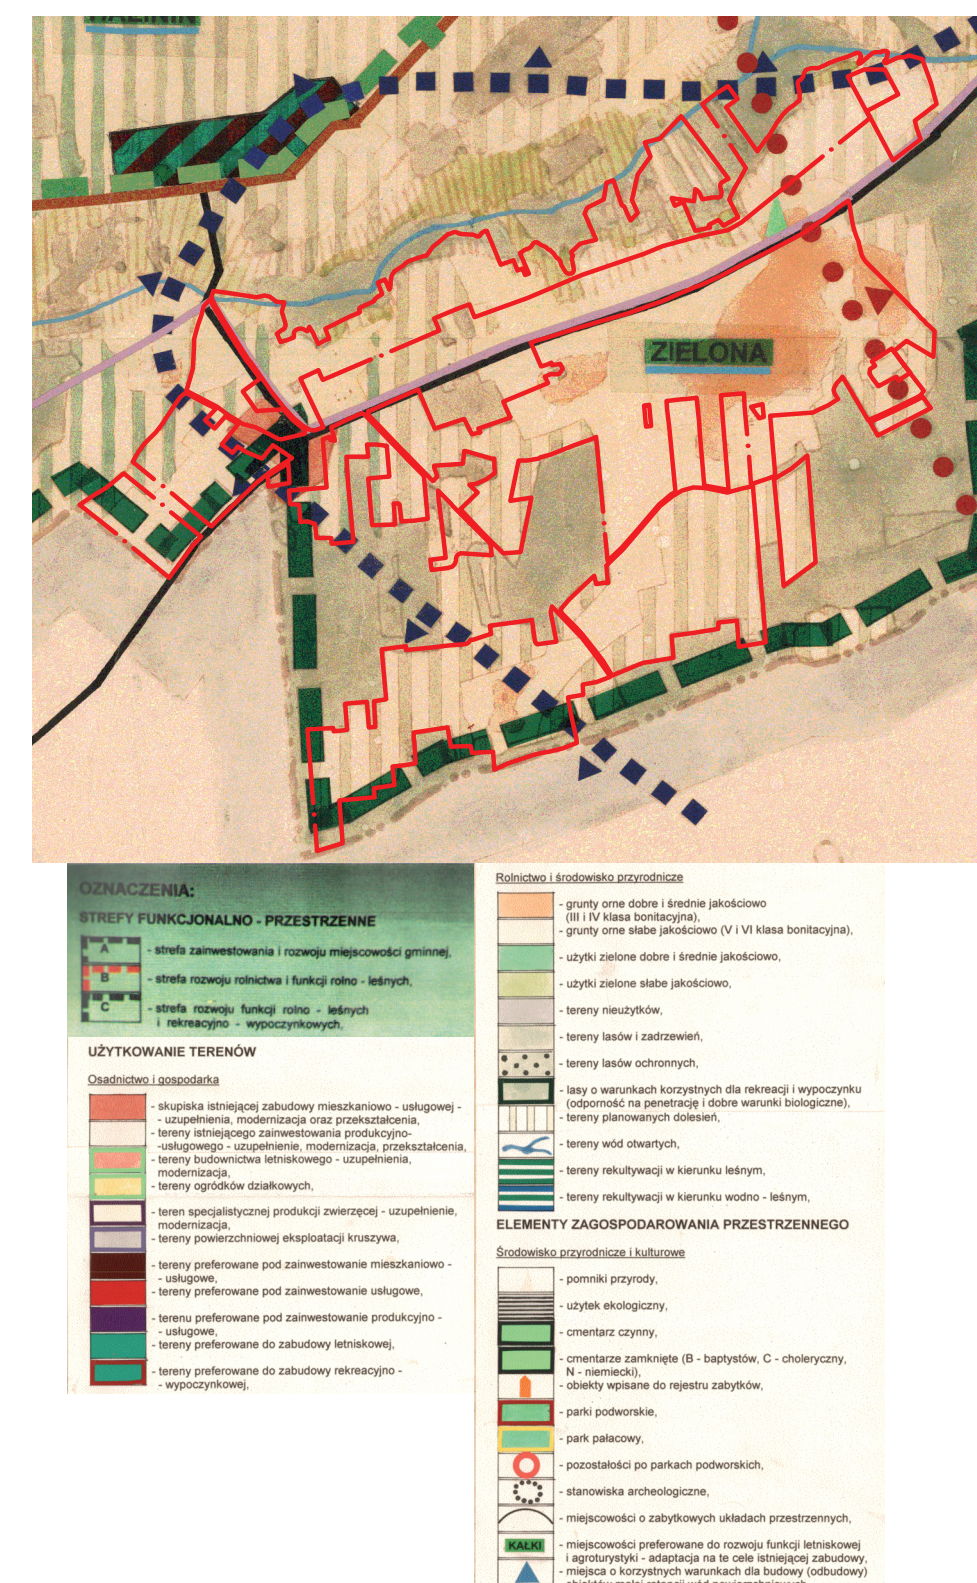 KALININ
ZIELONA
OZNACZENIA:
STREFY FUNKCJONALNO - PRZESTRZENNE
A
- strefa zainwestowania i rozwoju miejscowości gminnej,
B
- strefa rozwoju rolnictwa i funkcji rolno - leśnych,
C
- strefa rozwoju funkcji rolno - leśnych
i rekreacyjno - wypoczynkowych,
UŻYTKOWANIE TERENÓW
Osadnictwo i gospodarka
- skupiska istniejącej zabudowy mieszkaniowo - usługowej -
- uzupełnienia, modernizacja oraz przekształcenia,
- tereny istniejącego zainwestowania produkcyjno-
-usługowego - uzupełnienie, modernizacja, przekształcenia,
- tereny budownictwa letniskowego - uzupełnienia,
modernizacja,
- tereny ogródków działkowych,
- teren specjalistycznej produkcji zwierzęcej - uzupełnienie,
modernizacja,
- tereny powierzchniowej eksploatacji kruszywa,
- tereny preferowane pod zainwestowanie mieszkaniowo -
- usługowe,
- tereny preferowane pod zainwestowanie usługowe,
- terenu preferowane pod zainwestowanie produkcyjno -
- usługowe,
- tereny preferowane do zabudowy letniskowej,
- tereny preferowane do zabudowy rekreacyjno -
- wypoczynkowej,
Rolnictwo i środowisko przyrodnicze
- grunty orne dobre i średnie jakościowo
(III i IV klasa bonitacyjna),
- grunty orne słabe jakościowo (V i VI klasa bonitacyjna),
- użytki zielone dobre i średnie jakościowo,
- użytki zielone słabe jakościowo,
- tereny nieużytków,
- tereny lasów i zadrzewień,
- tereny lasów ochronnych,
- lasy o warunkach korzystnych dla rekreacji i wypoczynku
(odporność na penetrację i dobre warunki biologiczne),
- tereny planowanych dolesień,
- tereny wód otwartych,
- tereny rekultywacji w kierunku leśnym,
- tereny rekultywacji w kierunku wodno - leśnym,
ELEMENTY ZAGOSPODAROWANIA PRZESTRZENNEGO
Środowisko przyrodnicze i kulturowe
- pomniki przyrody,
- użytek ekologiczny,
- cmentarz czynny,
- cmentarze zamknięte (B - baptystów, C - choleryczny,
N - niemiecki),
- obiekty wpisane do rejestru zabytków,
- parki podworskie,
- park pałacowy,
- pozostałości po parkach podworskich,
- stanowiska archeologiczne,
- miejscowości o zabytkowych układach przestrzennych,
KAŁKI
- miejscowości preferowane do rozwoju funkcji letniskowej
i agroturystyki - adaptacja na te cele istniejącej zabudowy,
- miejsca o korzystnych warunkach dla budowy (odbudowy)
obiektów małej retencji wód powierzchniowych